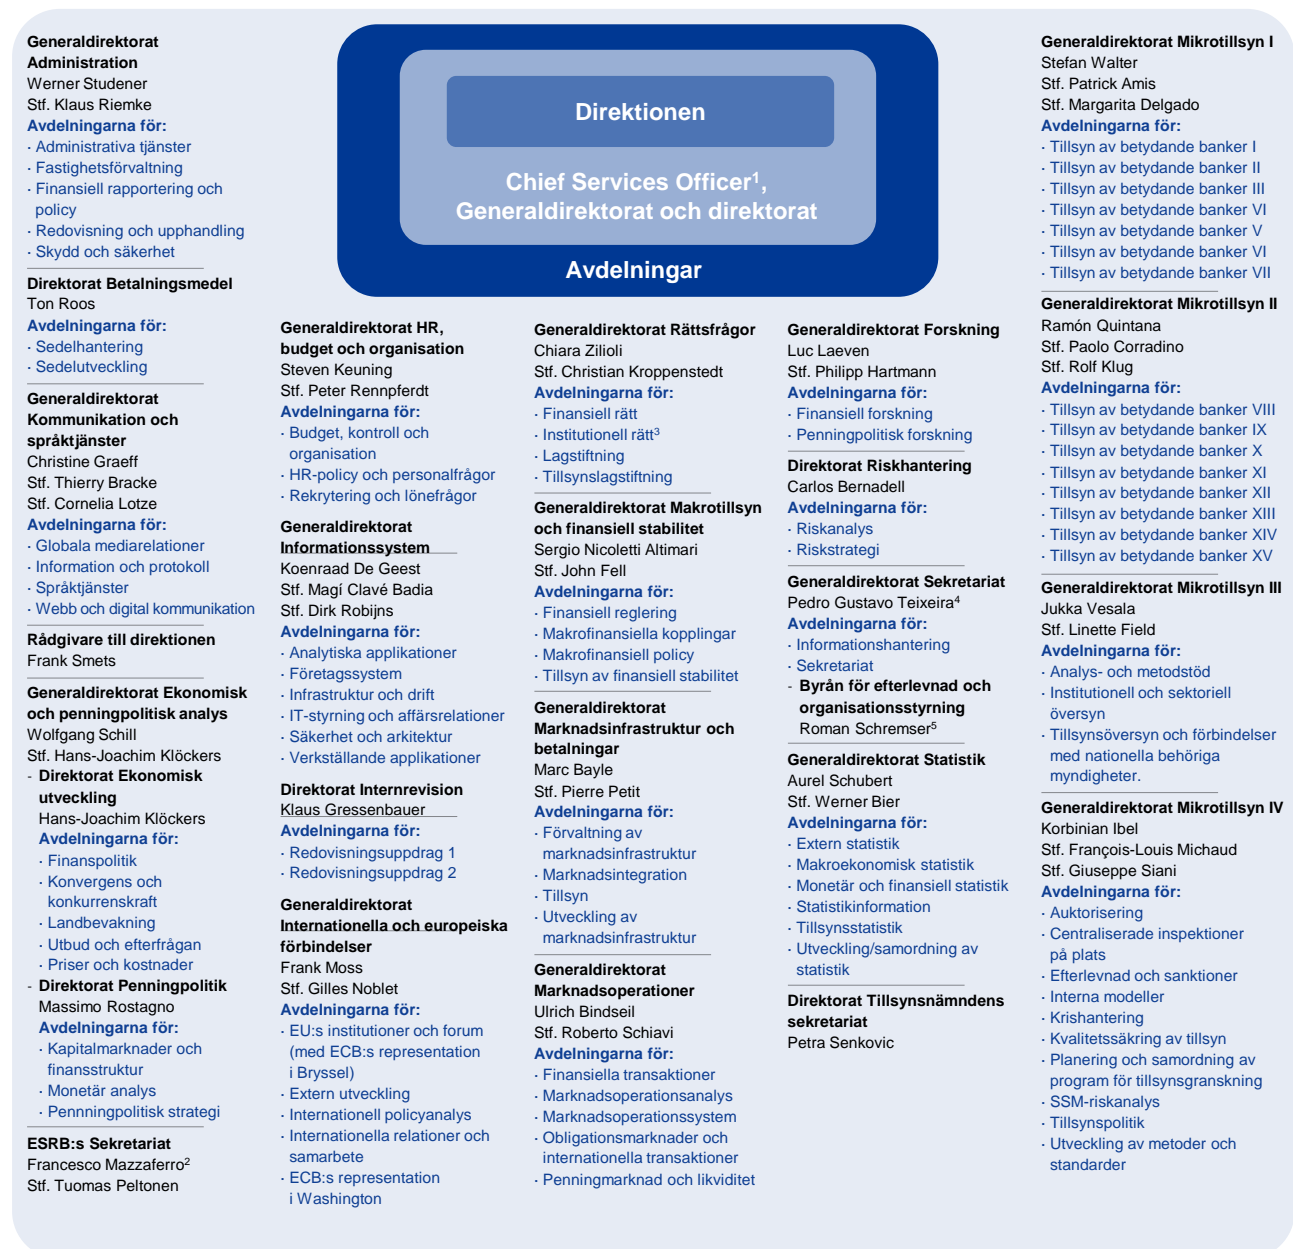 Generaldirektorat
Administration
Werner Studener
Stf. Klaus Riemke
Avdelningarna för:
· Administrativa tjänster
· Fastighetsförvaltning
· Finansiell rapportering och
policy
· Redovisning och upphandling
· Skydd och säkerhet
Direktorat Betalningsmedel
Ton Roos
Avdelningarna för:
· Sedelhantering
· Sedelutveckling
Generaldirektorat
Kommunikation och
språktjänster
Christine Graeff
Stf. Thierry Bracke
Stf. Cornelia Lotze
Avdelningarna för:
· Globala mediarelationer
· Information och protokoll
· Språktjänster
· Webb och digital kommunikation
Rådgivare till direktionen
Frank Smets
Generaldirektorat Ekonomisk
och penningpolitisk analys
Wolfgang Schill
Stf. Hans-Joachim Klöckers
- Direktorat Ekonomisk
utveckling
Hans-Joachim Klöckers
Avdelningarna för:
· Finanspolitik
· Konvergens och
konkurrenskraft
· Landbevakning
· Utbud och efterfrågan
· Priser och kostnader
- Direktorat Penningpolitik
Massimo Rostagno
Avdelningarna för:
· Kapitalmarknader och
finansstruktur
· Monetär analys
· Pennningpolitisk strategi
ESRB:s Sekretariat
Francesco Mazzaferro²
Stf. Tuomas Peltonen
Direktionen
Chief Services Officer¹,
Generaldirektorat och direktorat
Avdelningar
Generaldirektorat HR,
budget och organisation
Steven Keuning
Stf. Peter Rennpferdt
Avdelningarna för:
· Budget, kontroll och
organisation
· HR-policy och personalfrågor
· Rekrytering och lönefrågor
Generaldirektorat
Informationssystem
Koenraad De Geest
Stf. Magí Clavé Badia
Stf. Dirk Robijns
Avdelningarna för:
· Analytiska applikationer
· Företagssystem
· Infrastruktur och drift
· IT-styrning och affärsrelationer
· Säkerhet och arkitektur
· Verkställande applikationer
Direktorat Internrevision
Klaus Gressenbauer
Avdelningarna för:
· Redovisningsuppdrag 1
· Redovisningsuppdrag 2
Generaldirektorat
Internationella och europeiska
förbindelser
Frank Moss
Stf. Gilles Noblet
Avdelningarna för:
· EU:s institutioner och forum
(med ECB:s representation
i Bryssel)
· Extern utveckling
· Internationell policyanalys
· Internationella relationer och
samarbete
· ECB:s representation
i Washington
Generaldirektorat Rättsfrågor
Chiara Zilioli
Stf. Christian Kroppenstedt
Avdelningarna för:
· Finansiell rätt
· Institutionell rätt³
· Lagstiftning
· Tillsynslagstiftning
Generaldirektorat Makrotillsyn
och finansiell stabilitet
Sergio Nicoletti Altimari
Stf. John Fell
Avdelningarna för:
· Finansiell reglering
· Makrofinansiella kopplingar
· Makrofinansiell policy
· Tillsyn av finansiell stabilitet
Generaldirektorat
Marknadsinfrastruktur och
betalningar
Marc Bayle
Stf. Pierre Petit
Avdelningarna för:
· Förvaltning av
marknadsinfrastruktur
· Marknadsintegration
· Tillsyn
· Utveckling av
marknadsinfrastruktur
Generaldirektorat
Marknadsoperationer
Ulrich Bindseil
Stf. Roberto Schiavi
Avdelningarna för:
· Finansiella transaktioner
· Marknadsoperationsanalys
· Marknadsoperationssystem
· Obligationsmarknader och
internationella transaktioner
· Penningmarknad och likviditet
Generaldirektorat Forskning
Luc Laeven
Stf. Philipp Hartmann
Avdelningarna för:
· Finansiell forskning
· Penningpolitisk forskning
Direktorat Riskhantering
Carlos Bernadell
Avdelningarna för:
· Riskanalys
· Riskstrategi
Generaldirektorat Sekretariat
Pedro Gustavo Teixeira⁴
Avdelningarna för:
· Informationshantering
· Sekretariat
- Byrån för efterlevnad och
organisationsstyrning
Roman Schremser⁵
Generaldirektorat Statistik
Aurel Schubert
Stf. Werner Bier
Avdelningarna för:
· Extern statistik
· Makroekonomisk statistik
· Monetär och finansiell statistik
· Statistikinformation
· Tillsynsstatistik
· Utveckling/samordning av
statistik
Direktorat Tillsynsnämndens
sekretariat
Petra Senkovic
Generaldirektorat Mikrotillsyn I
Stefan Walter
Stf. Patrick Amis
Stf. Margarita Delgado
Avdelningarna för:
· Tillsyn av betydande banker I
· Tillsyn av betydande banker II
· Tillsyn av betydande banker III
· Tillsyn av betydande banker VI
· Tillsyn av betydande banker V
· Tillsyn av betydande banker VI
· Tillsyn av betydande banker VII
Generaldirektorat Mikrotillsyn II
Ramón Quintana
Stf. Paolo Corradino
Stf. Rolf Klug
Avdelningarna för:
· Tillsyn av betydande banker VIII
· Tillsyn av betydande banker IX
· Tillsyn av betydande banker X
· Tillsyn av betydande banker XI
· Tillsyn av betydande banker XII
· Tillsyn av betydande banker XIII
· Tillsyn av betydande banker XIV
· Tillsyn av betydande banker XV
Generaldirektorat Mikrotillsyn III
Jukka Vesala
Stf. Linette Field
Avdelningarna för:
· Analys- och metodstöd
· Institutionell och sektoriell
översyn
· Tillsynsöversyn och förbindelser
med nationella behöriga
myndigheter.
Generaldirektorat Mikrotillsyn IV
Korbinian Ibel
Stf. François-Louis Michaud
Stf. Giuseppe Siani
Avdelningarna för:
· Auktorisering
· Centraliserade inspektioner
på plats
· Efterlevnad och sanktioner
· Interna modeller
· Krishantering
· Kvalitetssäkring av tillsyn
· Planering och samordning av
program för tillsynsgranskning
· SSM-riskanalys
· Tillsynspolitik
· Utveckling av metoder och
standarder